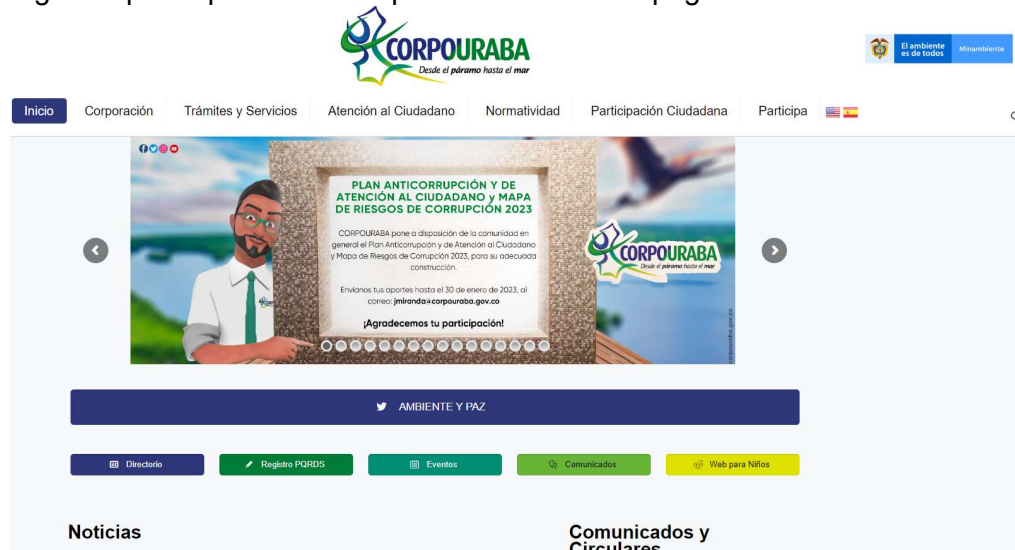 CORPOURABA
Desde el páramo hasta el mar
El ambiente
es de todos
Minambiente
Inicio
Corporación
Trámites y Servicios
Atención al Ciudadano
Normatividad
Participación Ciudadana
Participa
PLAN ANTICORRUPCIÓN Y DE
ATENCIÓN AL CIUDADANO y MAPA
DE RIESGOS DE CORRUPCIÓN 2023
CORPOURABA pone a disposición de la comunidad en
general el Plan Anticorrupción y de Atención al Ciudadano
y Mapa de Riesgos de Corrupción 2023, para su adecuada
construcción.
Envíanos tus aportes hasta el 30 de enero de 2023, al
correo: jmiranda@corpouraba.gov.co
¡Agradecemos tu participación!
CORPOURABA
Desde el páramo hasta el mar
corpouraba.gov.co
AMBIENTE Y PAZ
Directorio
Registro PQRDS
Eventos
Comunicados
Web para Niños
Noticias
Comunicados y
Circulares